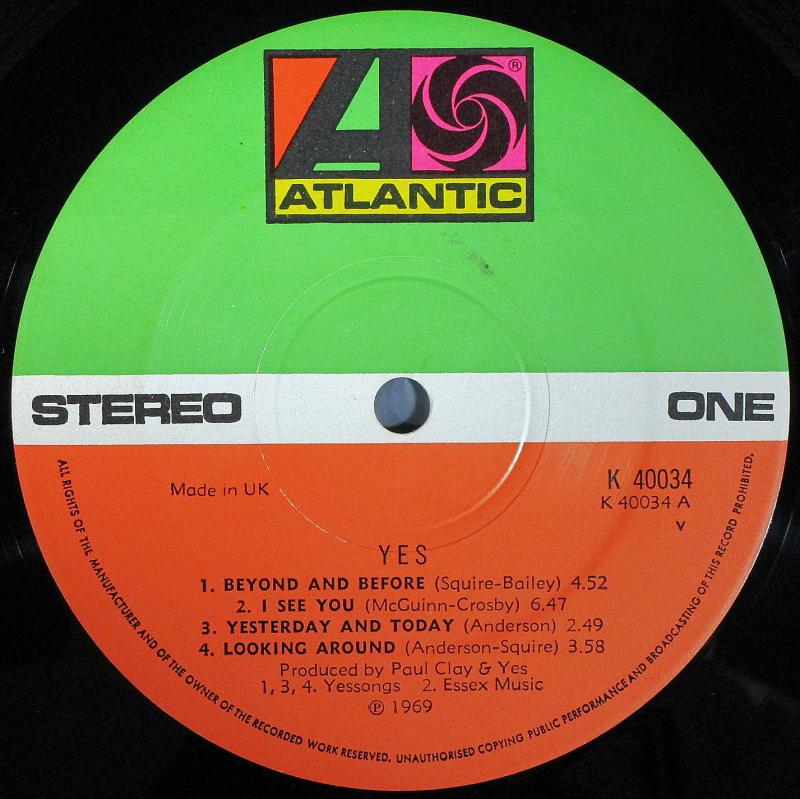 ®
ATLANTIC
STEREO
ONE
Made in UK
K 40034
K 40034 A
v
YES
1. BEYOND AND BEFORE (Squire-Bailey) 4.52
2. I SEE YOU (McGuinn-Crosby) 6.47
3. YESTERDAY AND TODAY (Anderson) 2.49
4. LOOKING AROUND (Anderson-Squire) 3.58
Produced by Paul Clay & Yes
1, 3, 4. Yessongs 2. Essex Music
℗ 1969
ALL RIGHTS OF THE MANUFACTURER AND OF THE OWNER OF THE RECORDED WORK RESERVED. UNAUTHORISED COPYING PUBLIC PERFORMANCE AND BROADCASTING OF THIS RECORD PROHIBITED.